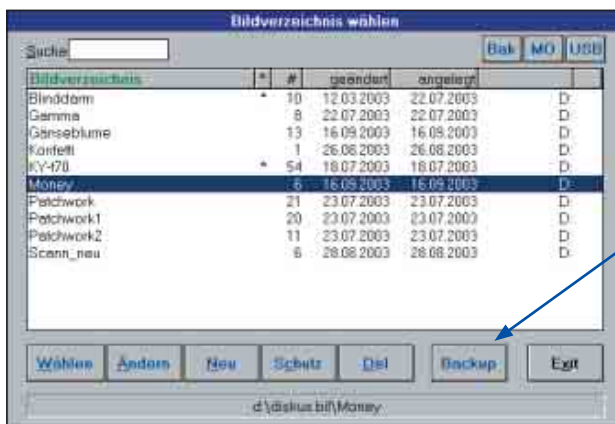 Bildverzeichnis wählen
Suche Bak MO USB
Bildverzeichnis * # geändert angelegt
Blinddarm * 10 12.03.2003 22.07.2003 D:
Gamma 8 22.07.2003 22.07.2003 D:
Gänseblume 13 16.09.2003 16.09.2003 D:
Konfetti 1 26.08.2003 26.08.2003 D:
KY-f70 * 54 18.07.2003 18.07.2003 D:
Money 6 16.09.2003 16.09.2003 D:
Patchwork 21 23.07.2003 23.07.2003 D:
Patchwork1 20 23.07.2003 23.07.2003 D:
Patchwork2 11 23.07.2003 23.07.2003 D:
Scann_neu 6 28.08.2003 28.08.2003 D:
Wählen Ändern Neu Schutz Del Backup Exit
d:\diskus.bil\Money